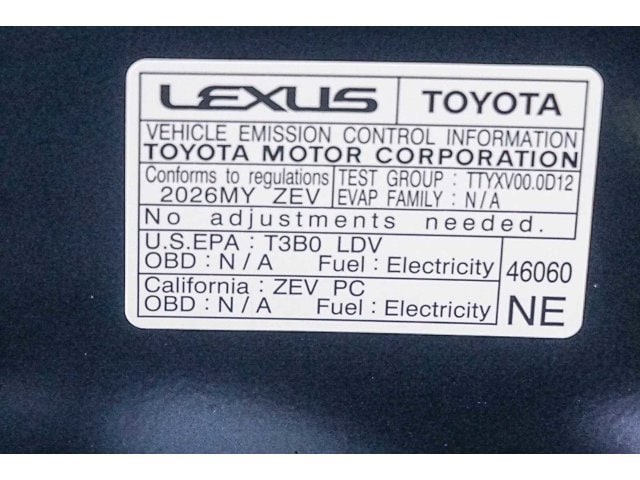 LEXUS TOYOTA
VEHICLE EMISSION CONTROL INFORMATION
TOYOTA MOTOR CORPORATION
Conforms to regulations TEST GROUP : TTYXV00.0D12
2026MY ZEV EVAP FAMILY : N/A
No adjustments needed.
U.S.EPA : T3B0 LDV
OBD : N/A Fuel : Electricity 46060
California : ZEV PC
OBD : N/A Fuel : Electricity NE